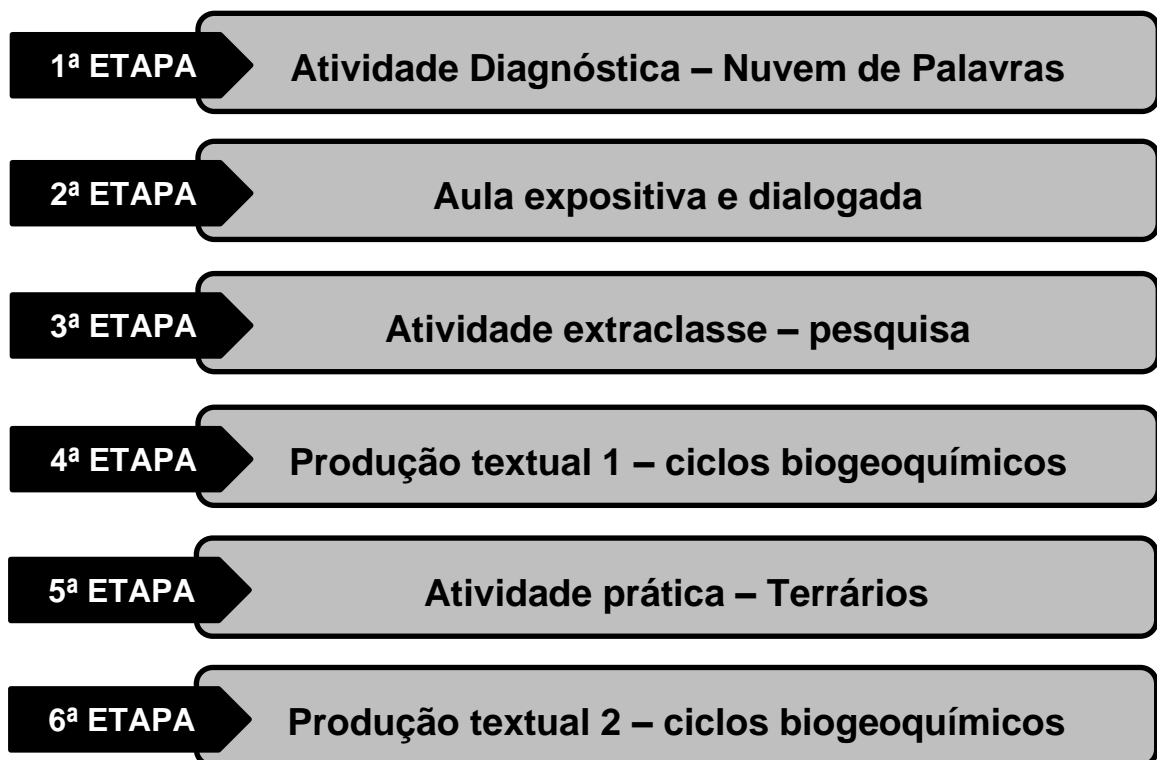 1ª ETAPA Atividade Diagnóstica – Nuvem de Palavras
2ª ETAPA Aula expositiva e dialogada
3ª ETAPA Atividade extraclasse – pesquisa
4ª ETAPA Produção textual 1 – ciclos biogeoquímicos
5ª ETAPA Atividade prática – Terrários
6ª ETAPA Produção textual 2 – ciclos biogeoquímicos